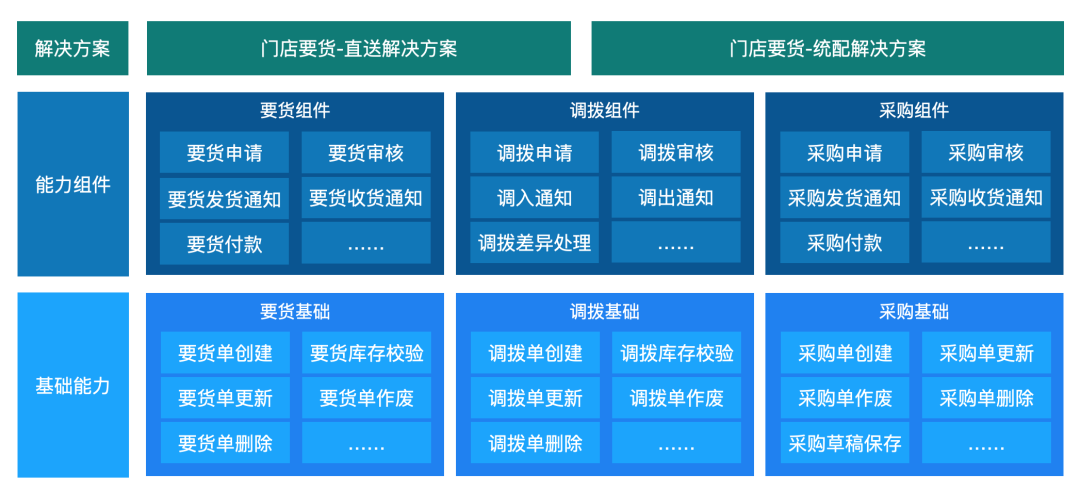 解决方案
门店要货-直送解决方案
门店要货-统配解决方案
能力组件
要货组件
要货申请
要货审核
要货发货通知
要货收货通知
要货付款
……
调拨组件
调拨申请
调拨审核
调入通知
调出通知
调拨差异处理
……
采购组件
采购申请
采购审核
采购发货通知
采购收货通知
采购付款
……
基础能力
要货基础
要货单创建
要货库存校验
要货单更新
要货单作废
要货单删除
……
调拨基础
调拨单创建
调拨库存校验
调拨单更新
调拨单作废
调拨单删除
……
采购基础
采购单创建
采购单更新
采购单作废
采购单删除
采购草稿保存
……